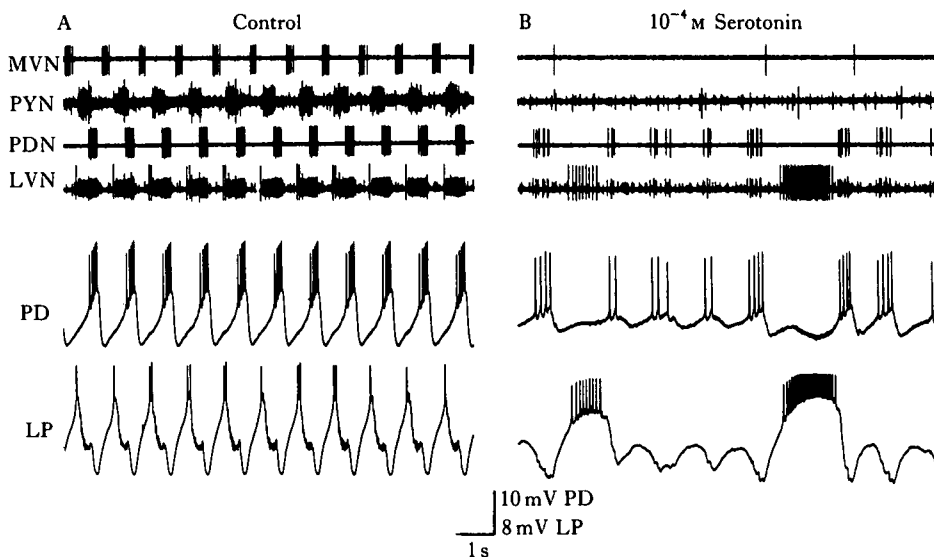 A Control
B 10⁻⁴ M Serotonin
MVN
PYN
PDN
LVN
PD
LP
10 mV PD
8 mV LP
1 s